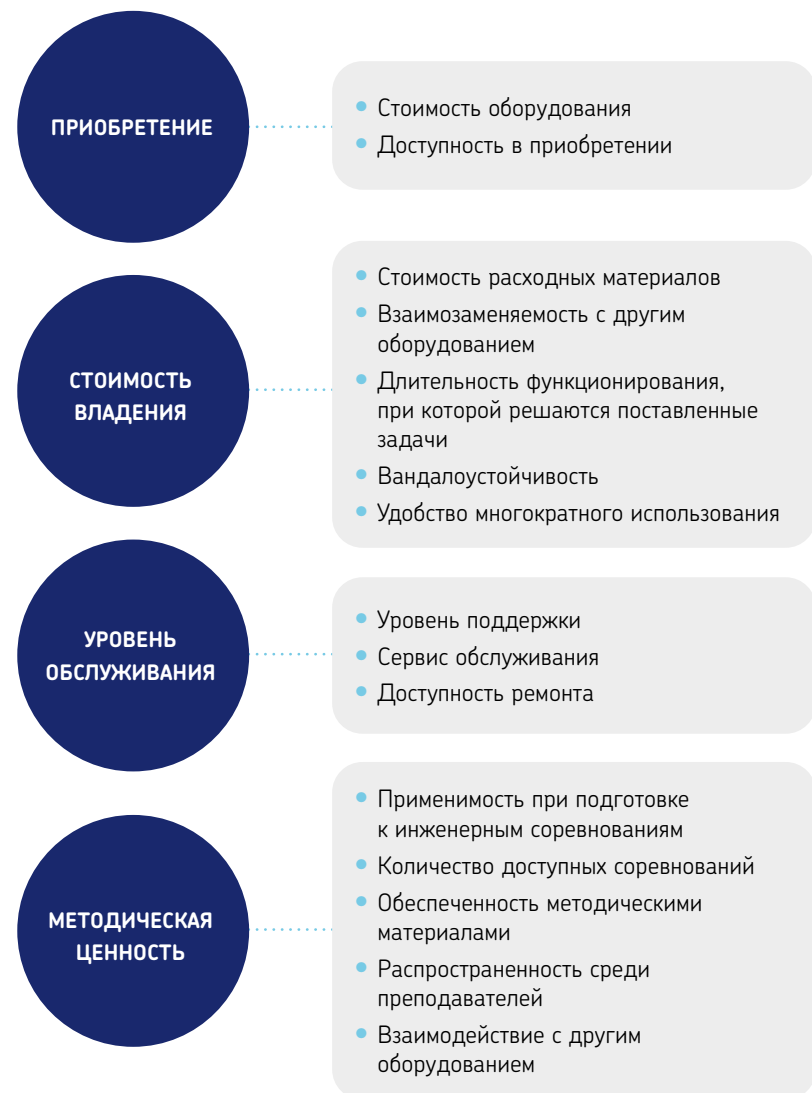 ПРИОБРЕТЕНИЕ
• Стоимость оборудования
• Доступность в приобретении
СТОИМОСТЬ
ВЛАДЕНИЯ
• Стоимость расходных материалов
• Взаимозаменяемость с другим
оборудованием
• Длительность функционирования,
при которой решаются поставленные
задачи
• Вандалоустойчивость
• Удобство многократного использования
УРОВЕНЬ
ОБСЛУЖИВАНИЯ
• Уровень поддержки
• Сервис обслуживания
• Доступность ремонта
МЕТОДИЧЕСКАЯ
ЦЕННОСТЬ
• Применимость при подготовке
к инженерным соревнованиям
• Количество доступных соревнований
• Обеспеченность методическими
материалами
• Распространенность среди
преподавателей
• Взаимодействие с другим
оборудованием